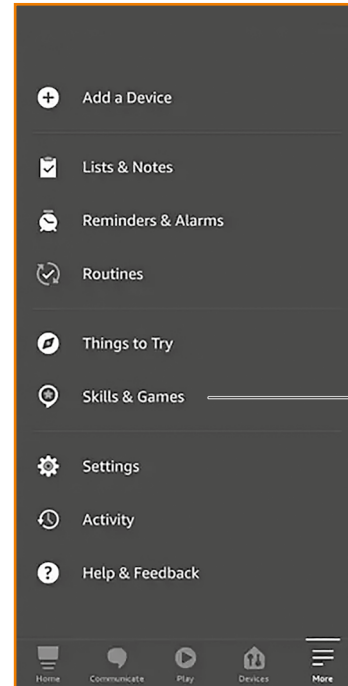 Add a Device
Lists & Notes
Reminders & Alarms
Routines
Things to Try
Skills & Games
Settings
Activity
Help & Feedback
Home Communicate Play Devices More